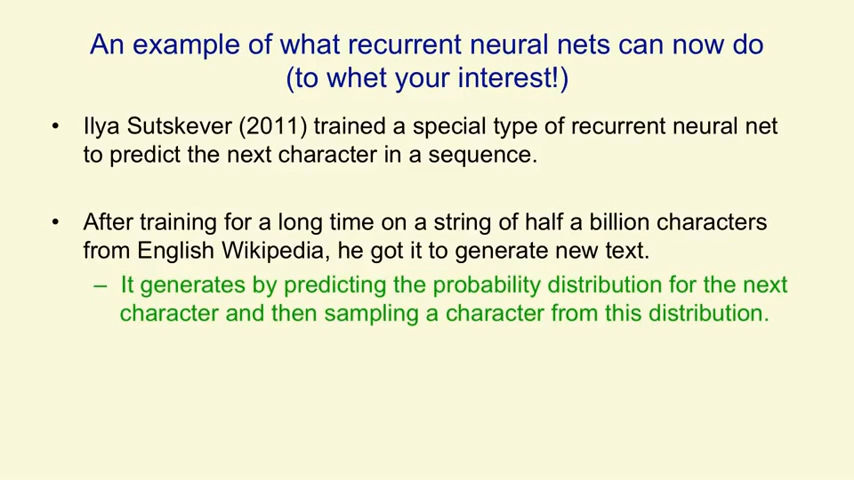 An example of what recurrent neural nets can now do
(to whet your interest!)
• Ilya Sutskever (2011) trained a special type of recurrent neural net
to predict the next character in a sequence.
• After training for a long time on a string of half a billion characters
from English Wikipedia, he got it to generate new text.
– It generates by predicting the probability distribution for the next
character and then sampling a character from this distribution.